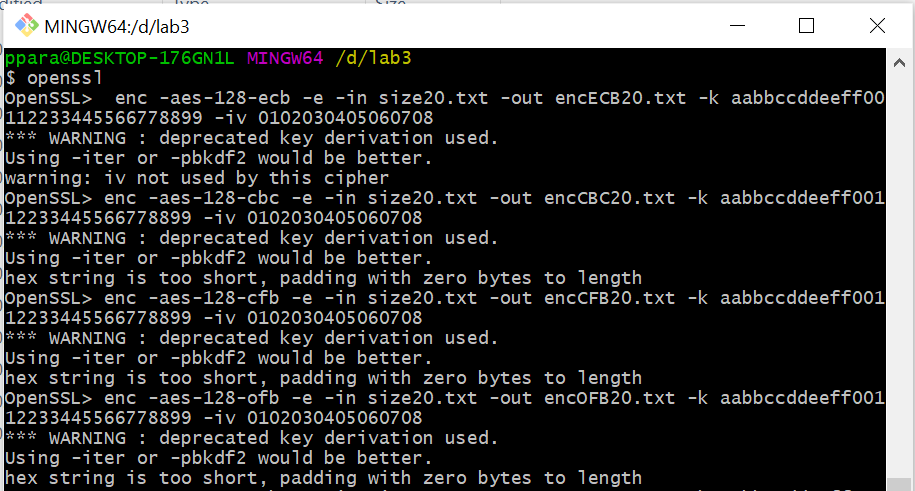 MINGW64:/d/lab3
ppara@DESKTOP-176GN1L MINGW64 /d/lab3
$ openssl
OpenSSL>  enc -aes-128-ecb -e -in size20.txt -out encECB20.txt -k aabbccddeeff00
112233445566778899 -iv 0102030405060708
*** WARNING : deprecated key derivation used.
Using -iter or -pbkdf2 would be better.
warning: iv not used by this cipher
OpenSSL> enc -aes-128-cbc -e -in size20.txt -out encCBC20.txt -k aabbccddeeff001
12233445566778899 -iv 0102030405060708
*** WARNING : deprecated key derivation used.
Using -iter or -pbkdf2 would be better.
hex string is too short, padding with zero bytes to length
OpenSSL> enc -aes-128-cfb -e -in size20.txt -out encCFB20.txt -k aabbccddeeff001
12233445566778899 -iv 0102030405060708
*** WARNING : deprecated key derivation used.
Using -iter or -pbkdf2 would be better.
hex string is too short, padding with zero bytes to length
OpenSSL> enc -aes-128-ofb -e -in size20.txt -out encOFB20.txt -k aabbccddeeff001
12233445566778899 -iv 0102030405060708
*** WARNING : deprecated key derivation used.
Using -iter or -pbkdf2 would be better.
hex string is too short, padding with zero bytes to length